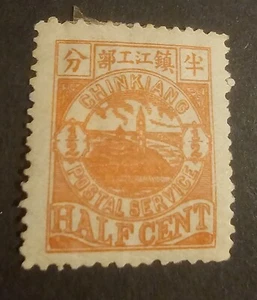 分 部工江鎮 半
CHINKIANG
1/2 1/2
POSTAL SERVICE
HALF CENT